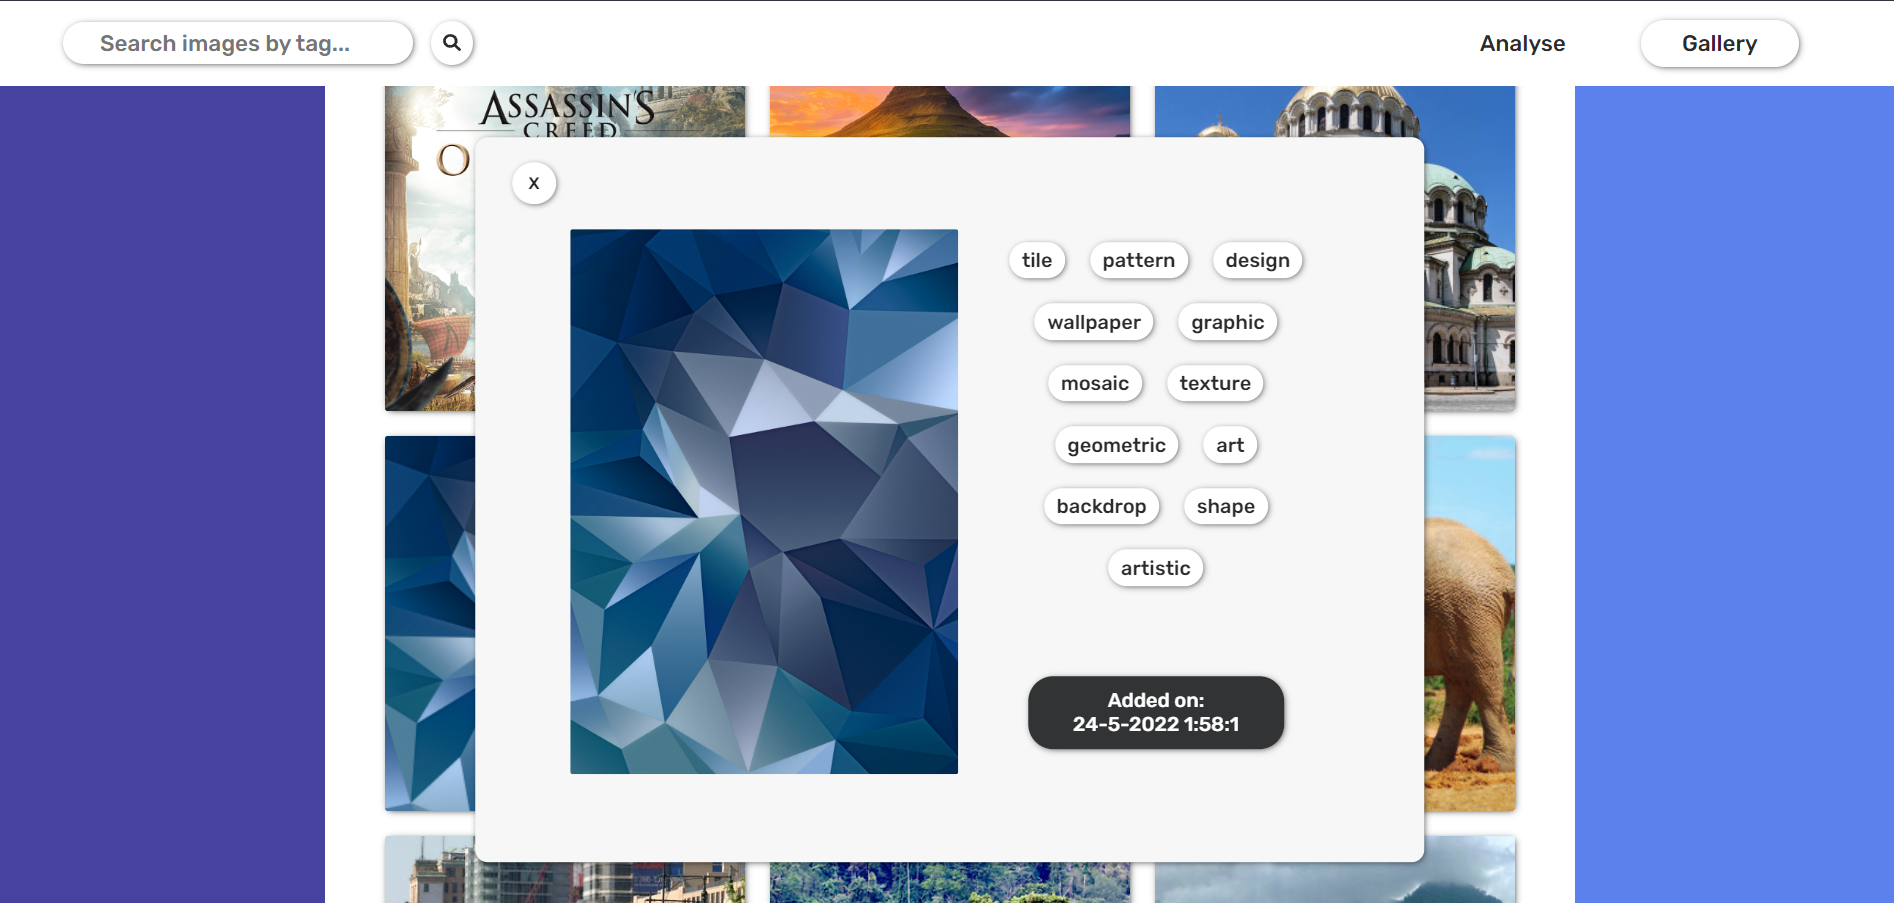 Search images by tag...
Analyse
Gallery
ASSASSIN'S
CREED
O
X
tile pattern design
wallpaper graphic
mosaic texture
geometric art
backdrop shape
artistic
Added on:
24-5-2022 1:58:1